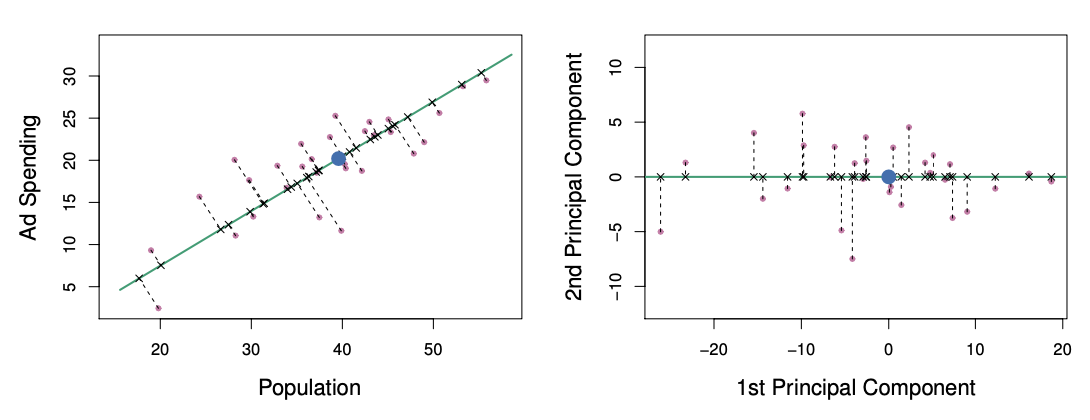 30
25
20
15
10
5
Ad Spending
20 30 40 50
Population
10
5
0
−5
−10
2nd Principal Component
−20 −10 0 10 20
1st Principal Component